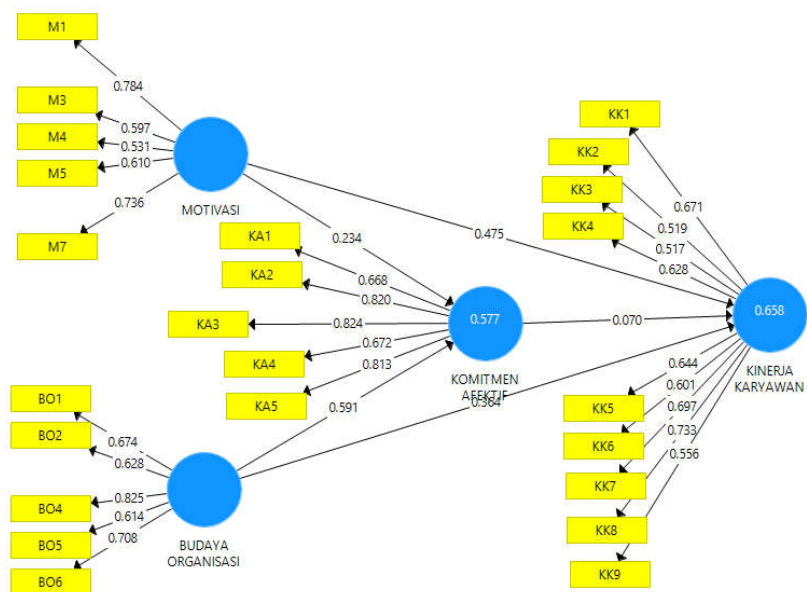 M1
0.784
M3
0.597
M4
0.531
M5
0.610
M7
0.736
MOTIVASI
0.234
0.475
KA1
0.668
KA2
0.820
KA3
0.824
KA4
0.672
KA5
0.813
0.577
KOMITMEN
AFEKTIF
0.070
0.591
0.364
BO1
0.674
BO2
0.628
BO4
0.825
BO5
0.614
BO6
0.708
BUDAYA
ORGANISASI
KK1
0.671
KK2
0.519
KK3
0.517
KK4
0.628
0.658
KINERJA
KARYAWAN
KK5
0.644
KK6
0.601
KK7
0.697
KK8
0.733
KK9
0.556